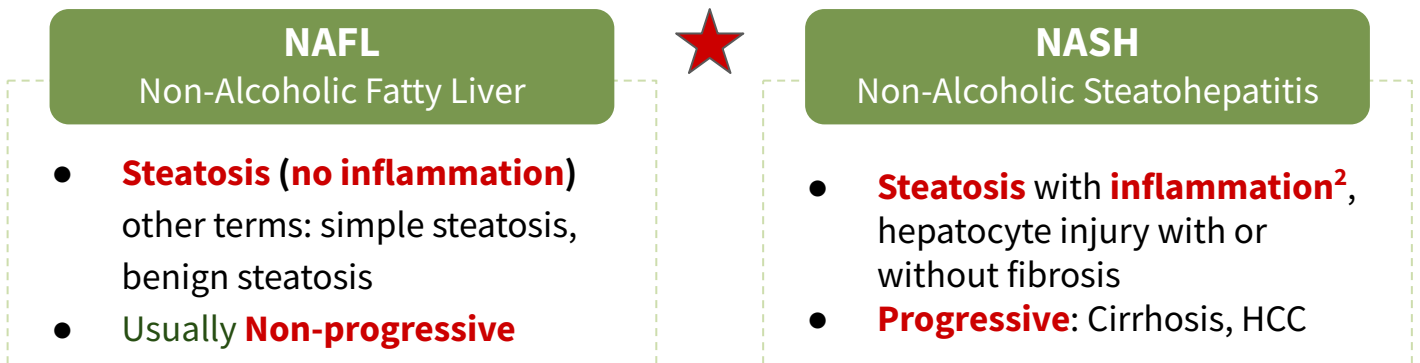 NAFL
Non-Alcoholic Fatty Liver
● Steatosis (no inflammation)
other terms: simple steatosis,
benign steatosis
● Usually Non-progressive
NASH
Non-Alcoholic Steatohepatitis
● Steatosis with inflammation²,
hepatocyte injury with or
without fibrosis
● Progressive: Cirrhosis, HCC